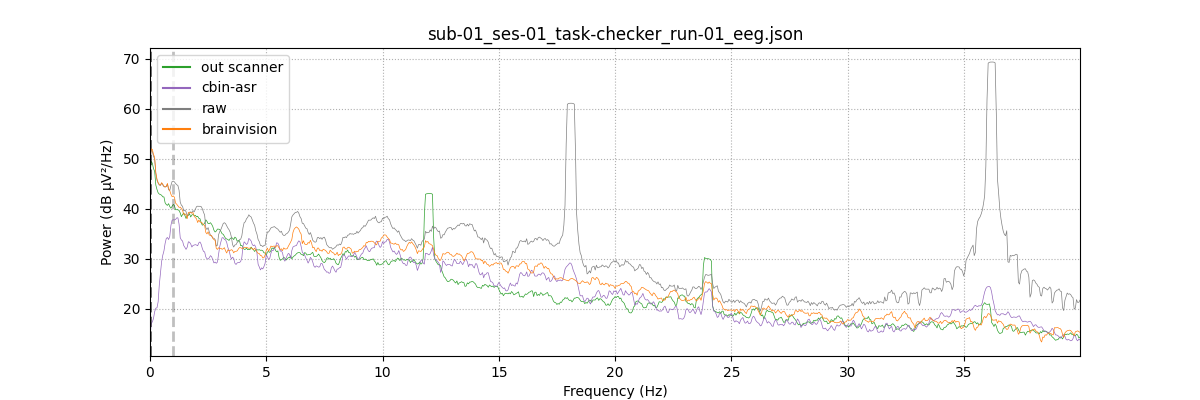 sub-01_ses-01_task-checker_run-01_eeg.json
70
60
50
40
30
20
Power (dB µV²/Hz)
out scanner
cbin-asr
raw
brainvision
0 5 10 15 20 25 30 35
Frequency (Hz)